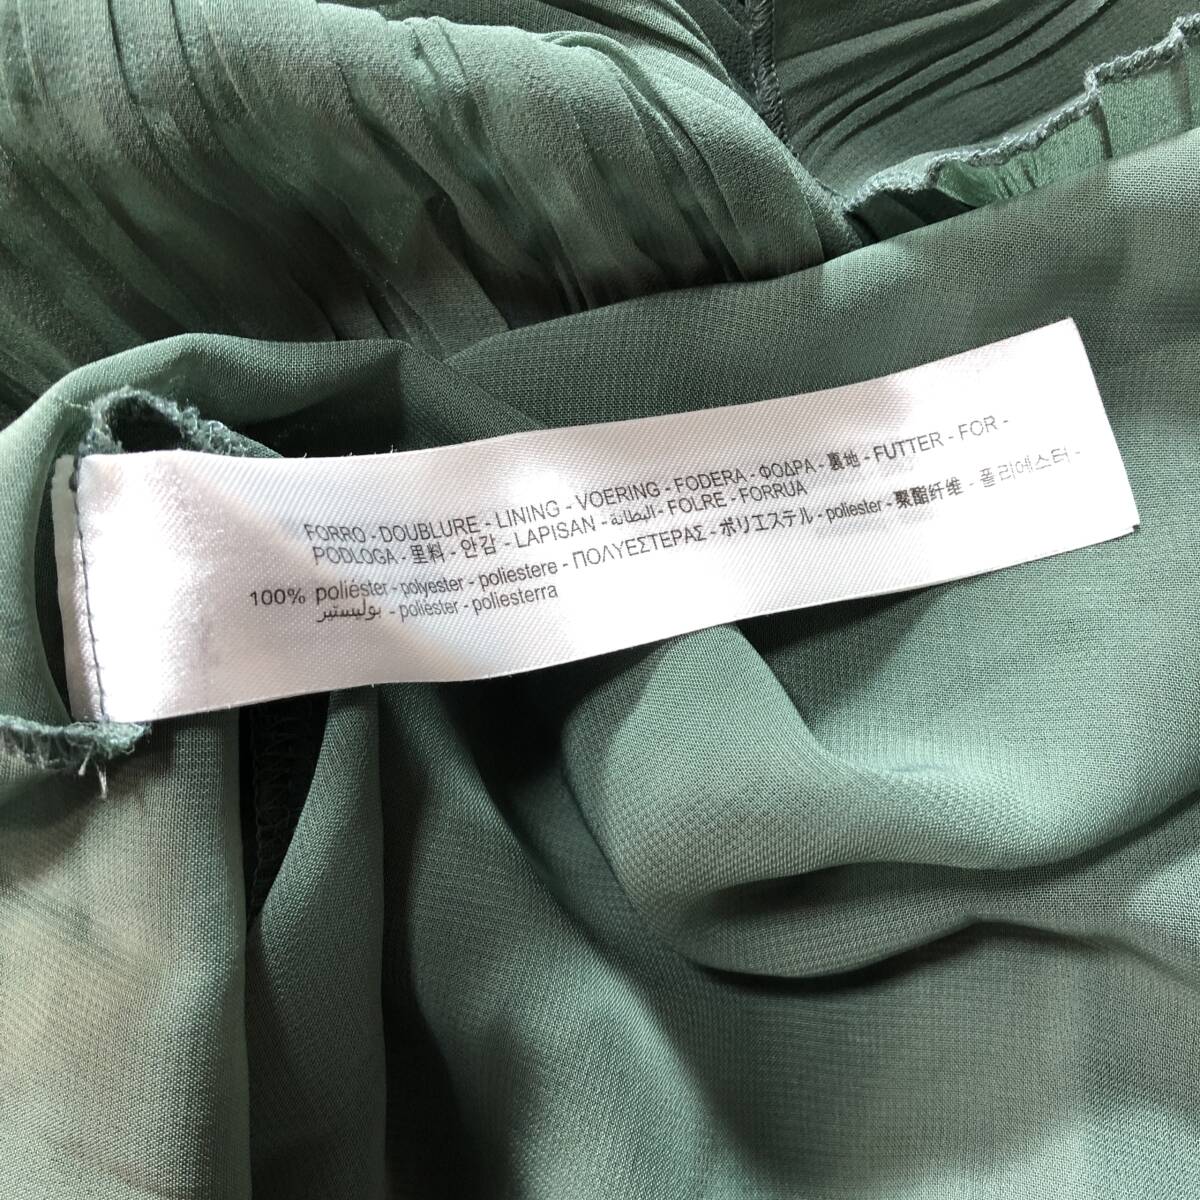 FORRO - DOUBLURE - LINING - VOERING - FODERA - ΦΟΔΡΑ - 裏地 - FUTTER - FOR -
PODLOGA - 里料 - 안감 - LAPISAN - البطانة - FOLRE - FORRUA
100% poliéster - polyester - poliestere - ΠΟΛΥΕΣΤΕΡΑΣ - ポリエステル - poliester - 聚酯纤维 - 폴리에스터 -
بوليستير - poliester - poliesterra